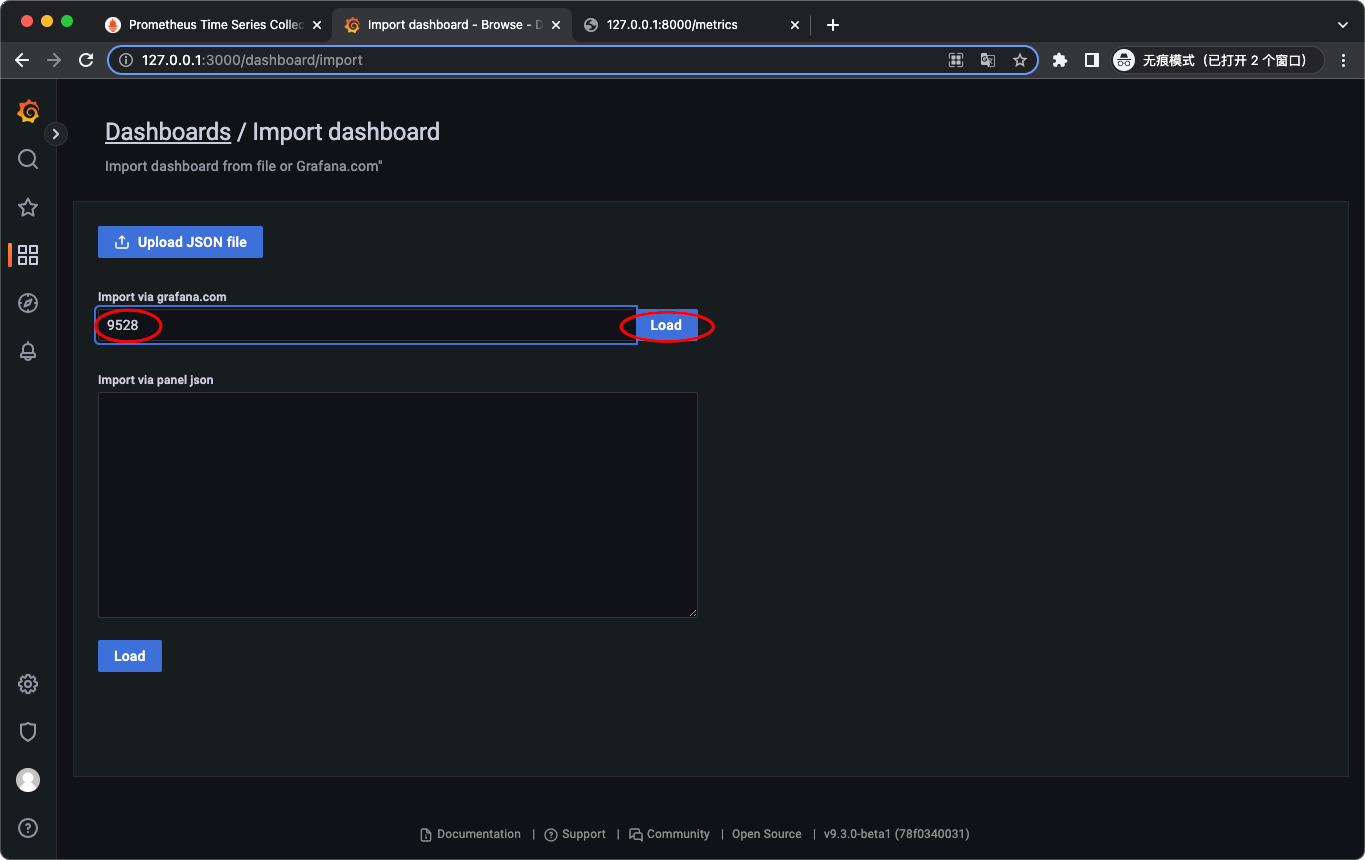 Prometheus Time Series Collec
Import dashboard - Browse - D
127.0.0.1:8000/metrics
127.0.0.1:3000/dashboard/import
无痕模式（已打开 2 个窗口）
Dashboards / Import dashboard
Import dashboard from file or Grafana.com"
Upload JSON file
Import via grafana.com
9528
Load
Import via panel json
Load
Documentation | Support | Community | Open Source | v9.3.0-beta1 (78f0340031)